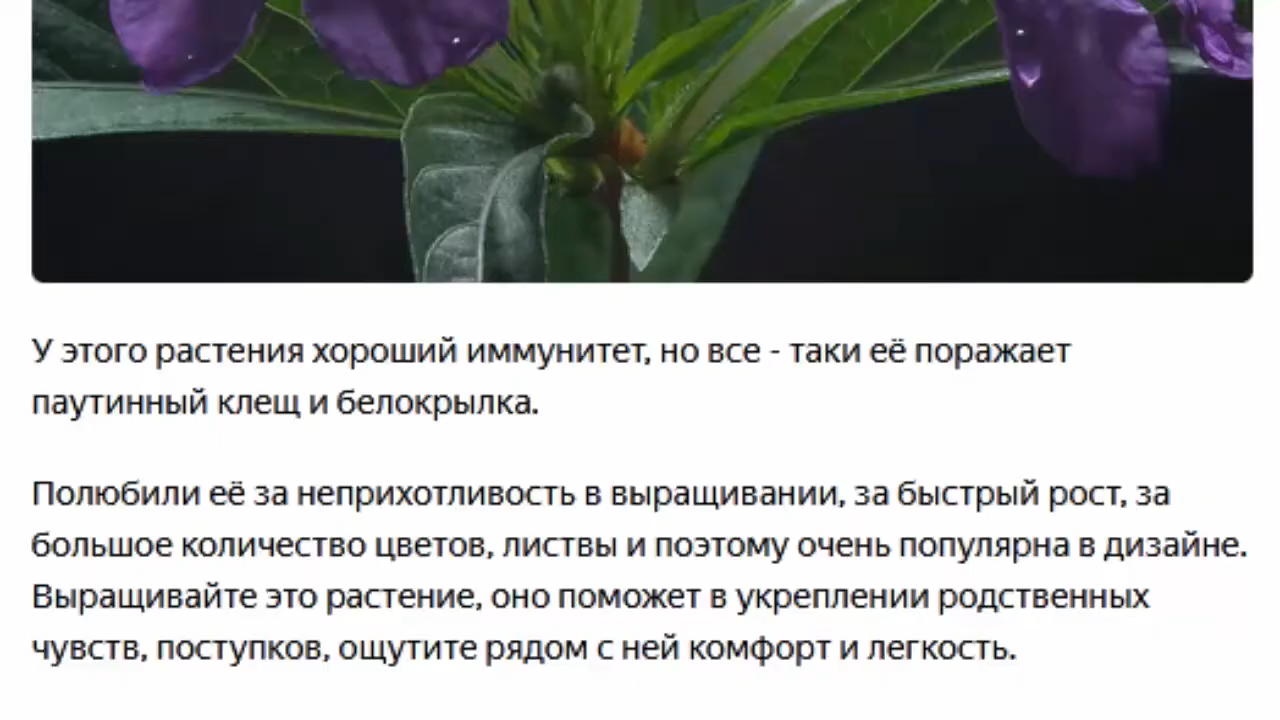 У этого растения хороший иммунитет, но все - таки её поражает
паутинный клещ и белокрылка.
Полюбили её за неприхотливость в выращивании, за быстрый рост, за
большое количество цветов, листвы и поэтому очень популярна в дизайне.
Выращивайте это растение, оно поможет в укреплении родственных
чувств, поступков, ощутите рядом с ней комфорт и легкость.